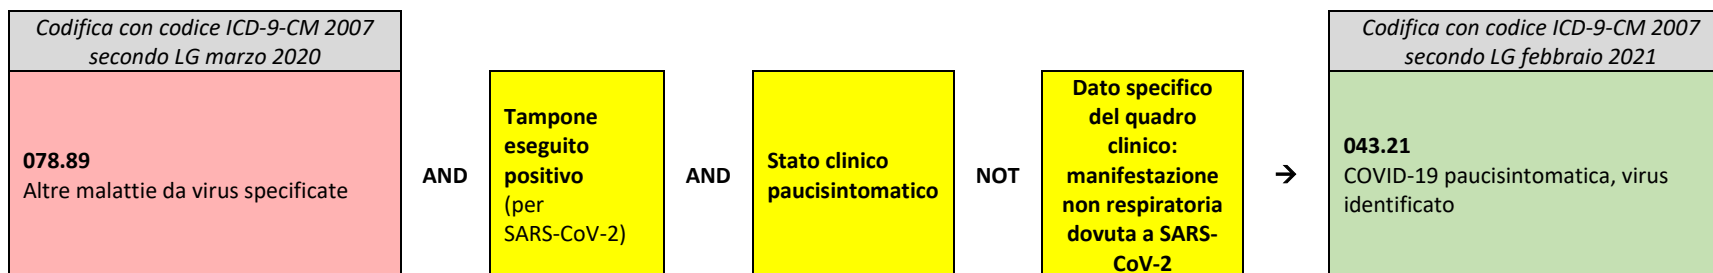 Codifica con codice ICD-9-CM 2007
secondo LG marzo 2020
078.89
Altre malattie da virus specificate
AND
Tampone
eseguito
positivo
(per
SARS-CoV-2)
AND
Stato clinico
paucisintomatico
NOT
Dato specifico
del quadro
clinico:
manifestazione
non respiratoria
dovuta a SARS-
CoV-2
→
Codifica con codice ICD-9-CM 2007
secondo LG febbraio 2021
043.21
COVID-19 paucisintomatica, virus
identificato